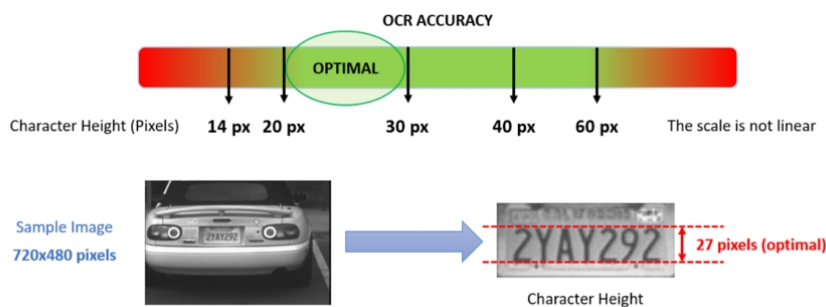 OCR ACCURACY
OPTIMAL
Character Height (Pixels) 14 px 20 px 30 px 40 px 60 px The scale is not linear
Sample Image
720x480 pixels
2YAY292
2YAY292
27 pixels (optimal)
Character Height